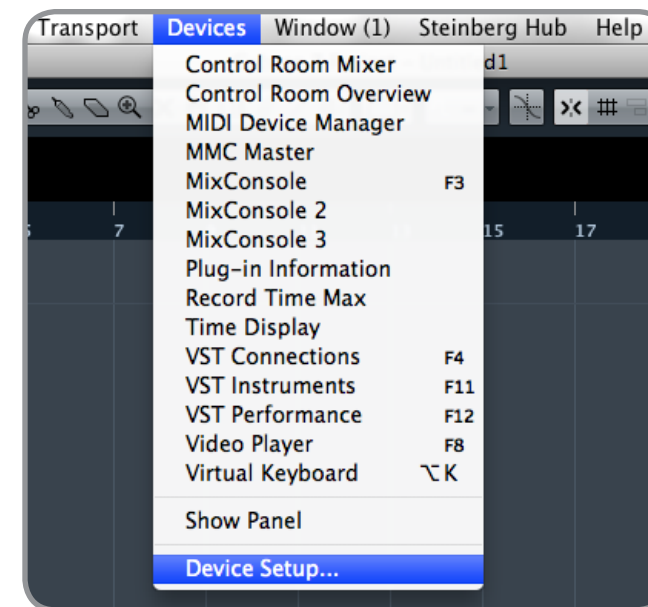 Transport Devices Window (1) Steinberg Hub Help
d1
Control Room Mixer
Control Room Overview
MIDI Device Manager
MMC Master
MixConsole F3
MixConsole 2
7 15 17
MixConsole 3
Plug-in Information
Record Time Max
Time Display
VST Connections F4
VST Instruments F11
VST Performance F12
Video Player F8
Virtual Keyboard ⌥K
Show Panel
Device Setup...